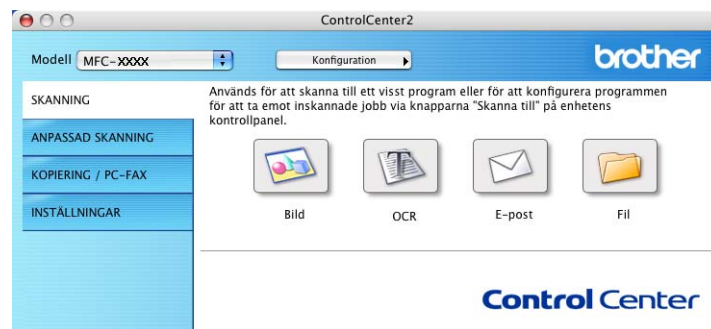 ControlCenter2
Modell MFC-XXXX Konfiguration brother
SKANNING
ANPASSAD SKANNING
KOPIERING / PC-FAX
INSTÄLLNINGAR
Används för att skanna till ett visst program eller för att konfigurera programmen
för att ta emot inskannade jobb via knapparna "Skanna till" på enhetens
kontrollpanel.
Bild OCR E-post Fil
Control Center